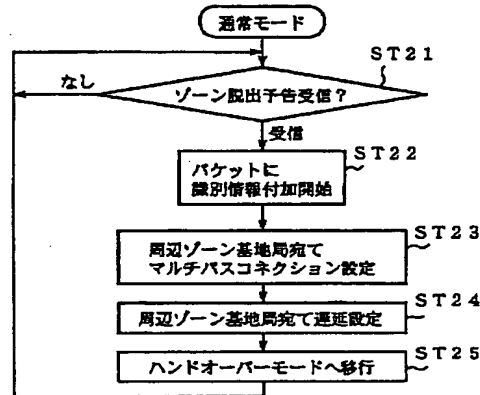 通常モード
ST21
なし
ゾーン脱出予告受信？
受信
ST22
パケットに
識別情報付加開始
ST23
周辺ゾーン基地局宛て
マルチパスコネクション設定
ST24
周辺ゾーン基地局宛て遅延設定
ST25
ハンドオーバーモードへ移行